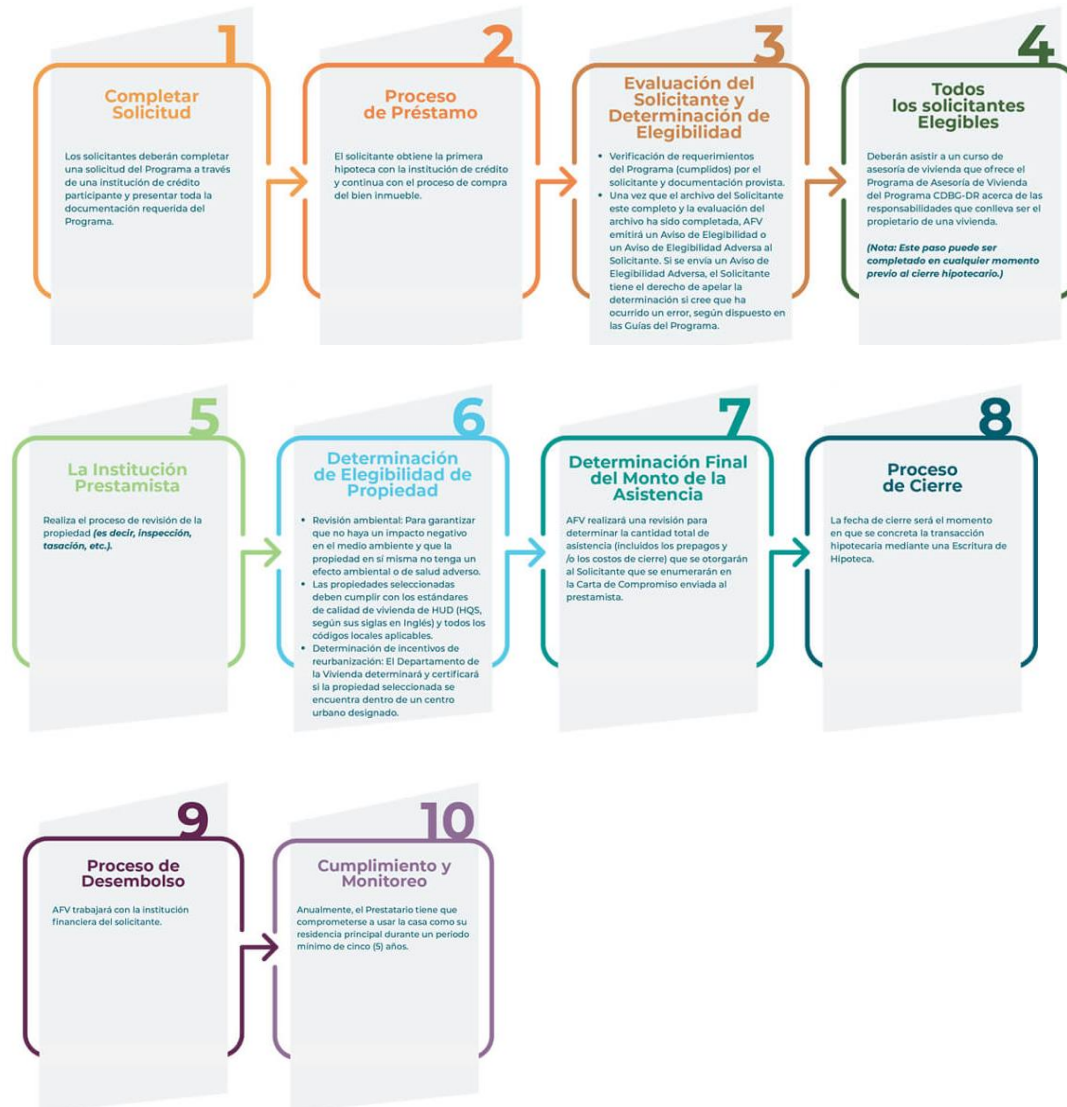 1
Completar
Solicitud
Los solicitantes deberán completar
una solicitud del Programa a través
de una institución de crédito
participante y presentar toda la
documentación requerida del
Programa.
2
Proceso
de Préstamo
El solicitante obtiene la primera
hipoteca con la institución de crédito
y continua con el proceso de compra
del bien inmueble.
3
Evaluación del
Solicitante y
Determinación de
Elegibilidad
• Verificación de requerimientos
del Programa (cumplidos) por el
solicitante y documentación provista.
• Una vez que el archivo del Solicitante
este completo y la evaluación del
archivo ha sido completada, AFV
emitirá un Aviso de Elegibilidad o
un Aviso de Elegibilidad Adversa al
Solicitante. Si se envía un Aviso de
Elegibilidad Adversa, el Solicitante
tiene el derecho de apelar la
determinación si cree que ha
ocurrido un error, según dispuesto en
las Guías del Programa.
4
Todos
los solicitantes
Elegibles
Deberán asistir a un curso de
asesoría de vivienda que ofrece el
Programa de Asesoría de Vivienda
del Programa CDBG-DR acerca de las
responsabilidades que conlleva ser el
propietario de una vivienda.
(Nota: Este paso puede ser
completado en cualquier momento
previo al cierre hipotecario.)
5
La Institución
Prestamista
Realiza el proceso de revisión de la
propiedad (es decir, inspección,
tasación, etc.).
6
Determinación
de Elegibilidad de
Propiedad
• Revisión ambiental: Para garantizar
que no haya un impacto negativo
en el medio ambiente y que la
propiedad en sí misma no tenga un
efecto ambiental o de salud adverso.
• Las propiedades seleccionadas
deben cumplir con los estándares
de calidad de vivienda de HUD (HQS,
según sus siglas en Inglés) y todos los
códigos locales aplicables.
• Determinación de incentivos de
reurbanización: El Departamento de
la Vivienda determinará y certificará
si la propiedad seleccionada se
encuentra dentro de un centro
urbano designado.
7
Determinación Final
del Monto de la
Asistencia
AFV realizará una revisión para
determinar la cantidad total de
asistencia (incluidos los prepagos y
/o los costos de cierre) que se otorgarán
al Solicitante que se enumerarán en
la Carta de Compromiso enviada al
prestamista.
8
Proceso
de Cierre
La fecha de cierre será el momento
en que se concreta la transacción
hipotecaria mediante una Escritura de
Hipoteca.
9
Proceso de
Desembolso
AFV trabajará con la institución
financiera del solicitante.
10
Cumplimiento y
Monitoreo
Anualmente, el Prestatario tiene que
comprometerse a usar la casa como su
residencia principal durante un período
mínimo de cinco (5) años.